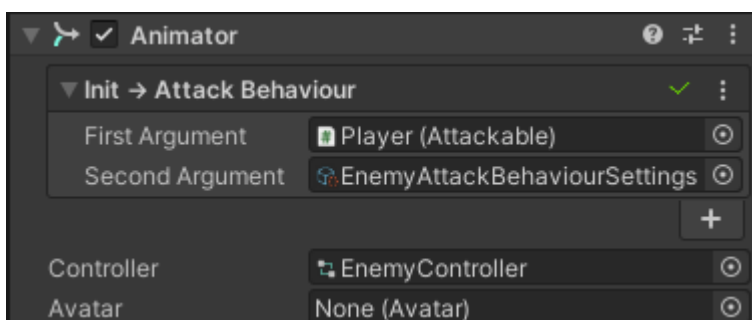 Animator
Init → Attack Behaviour
First Argument Player (Attackable)
Second Argument EnemyAttackBehaviourSettings
Controller EnemyController
Avatar None (Avatar)